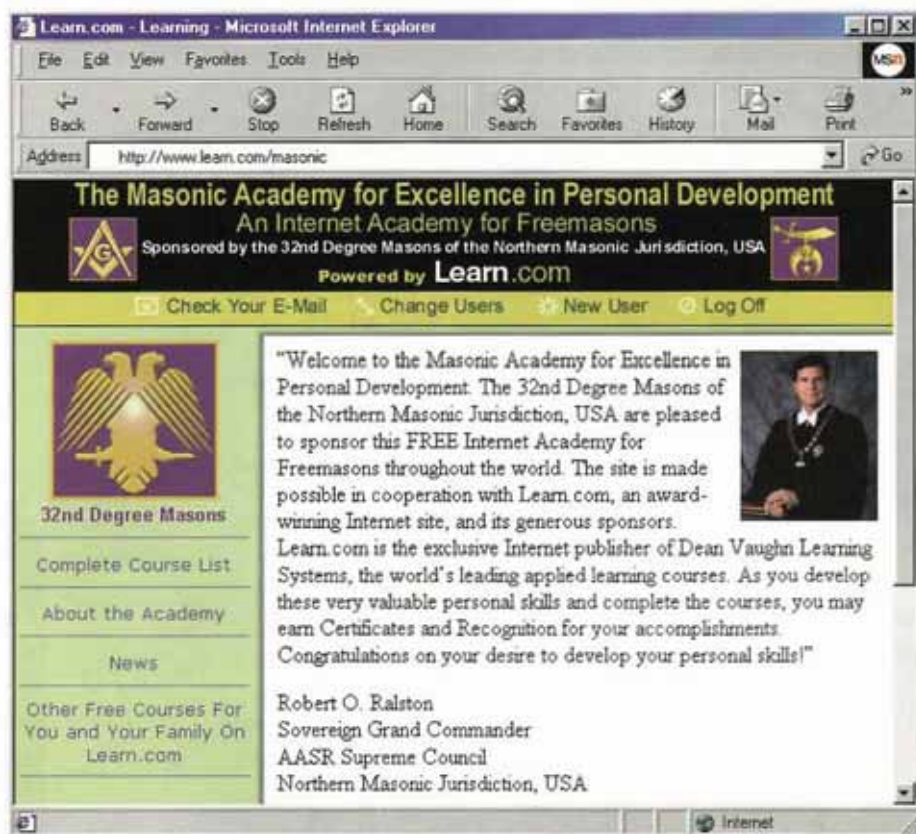 Learn.com - Learning - Microsoft Internet Explorer
File Edit View Favorites Tools Help
msn
Back Forward Stop Refresh Home Search Favorites History Mail Print »
Address http://www.learn.com/masonic Go
The Masonic Academy for Excellence in Personal Development
An Internet Academy for Freemasons
G
Sponsored by the 32nd Degree Masons of the Northern Masonic Jurisdiction, USA
Powered by Learn.com
Check Your E-Mail Change Users New User Log Off
32nd Degree Masons
Complete Course List
About the Academy
News
Other Free Courses For
You and Your Family On
Learn.com
"Welcome to the Masonic Academy for Excellence in
Personal Development. The 32nd Degree Masons of
the Northern Masonic Jurisdiction, USA are pleased
to sponsor this FREE Internet Academy for
Freemasons throughout the world. The site is made
possible in cooperation with Learn.com, an award-
winning Internet site, and its generous sponsors.
Learn.com is the exclusive Internet publisher of Dean Vaughn Learning
Systems, the world's leading applied learning courses. As you develop
these very valuable personal skills and complete the courses, you may
earn Certificates and Recognition for your accomplishments.
Congratulations on your desire to develop your personal skills!"
Robert O. Ralston
Sovereign Grand Commander
AASR Supreme Council
Northern Masonic Jurisdiction, USA
Internet